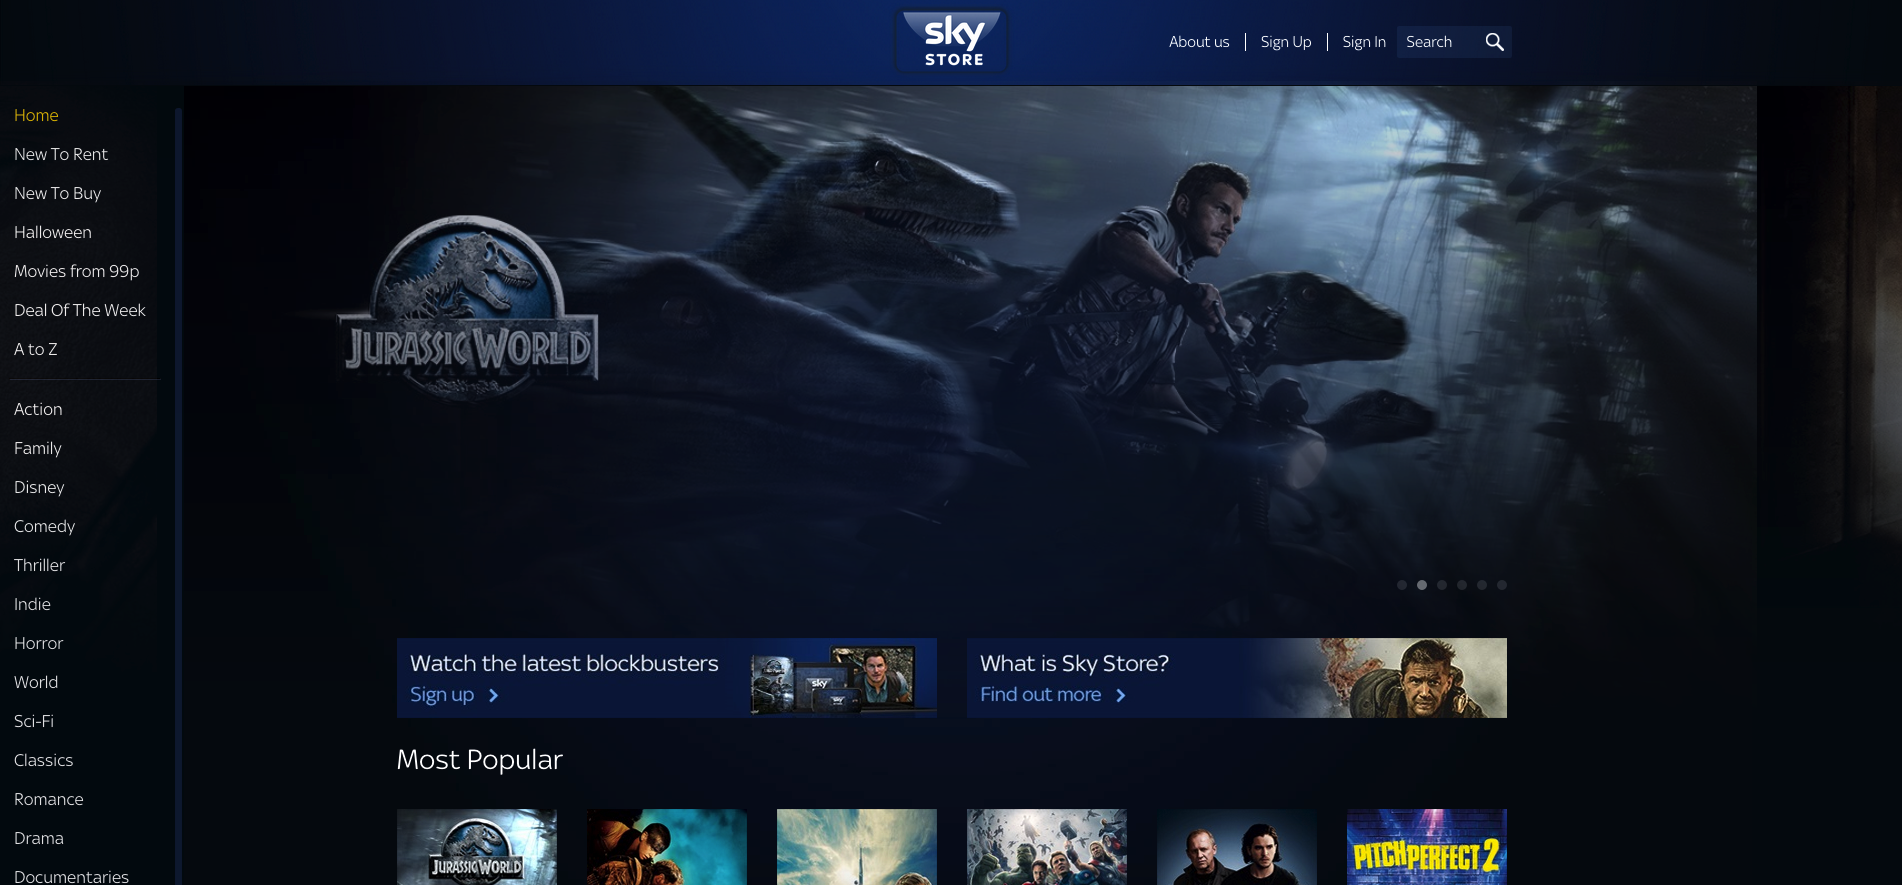 sky
STORE
About us
Sign Up
Sign In
Search
Home
New To Rent
New To Buy
Halloween
Movies from 99p
Deal Of The Week
A to Z
Action
Family
Disney
Comedy
Thriller
Indie
Horror
World
Sci-Fi
Classics
Romance
Drama
Documentaries
JURASSIC WORLD
Watch the latest blockbusters
Sign up
sky
sky
What is Sky Store?
Find out more
Most Popular
JURASSIC WORLD
PITCH PERFECT 2